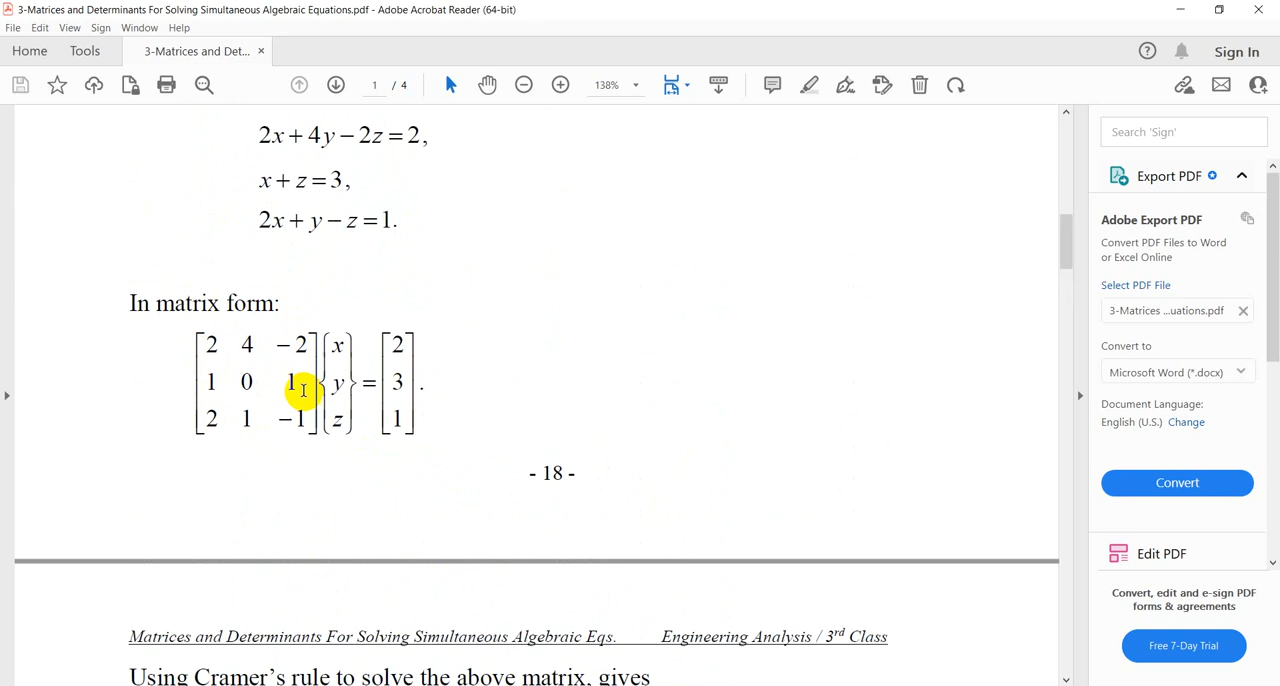 3-Matrices and Determinants For Solving Simultaneous Algebraic Equations.pdf - Adobe Acrobat Reader (64-bit)
File Edit View Sign Window Help
Home Tools 3-Matrices and Det... ×
Sign In
1 / 4 138%
2x + 4y − 2z = 2,
x + z = 3,
2x + y − z = 1.
In matrix form:
2 4 − 2 x 2
1 0 1 y = 3 .
2 1 − 1 z 1
- 18 -
Matrices and Determinants For Solving Simultaneous Algebraic Eqs. Engineering Analysis / 3rd Class
Using Cramer's rule to solve the above matrix, gives
Search 'Sign'
Export PDF
Adobe Export PDF
Convert PDF Files to Word
or Excel Online
Select PDF File
3-Matrices ...uations.pdf
Convert to
Microsoft Word (*.docx)
Document Language:
English (U.S.) Change
Convert
Edit PDF
Convert, edit and e-sign PDF
forms & agreements
Free 7-Day Trial